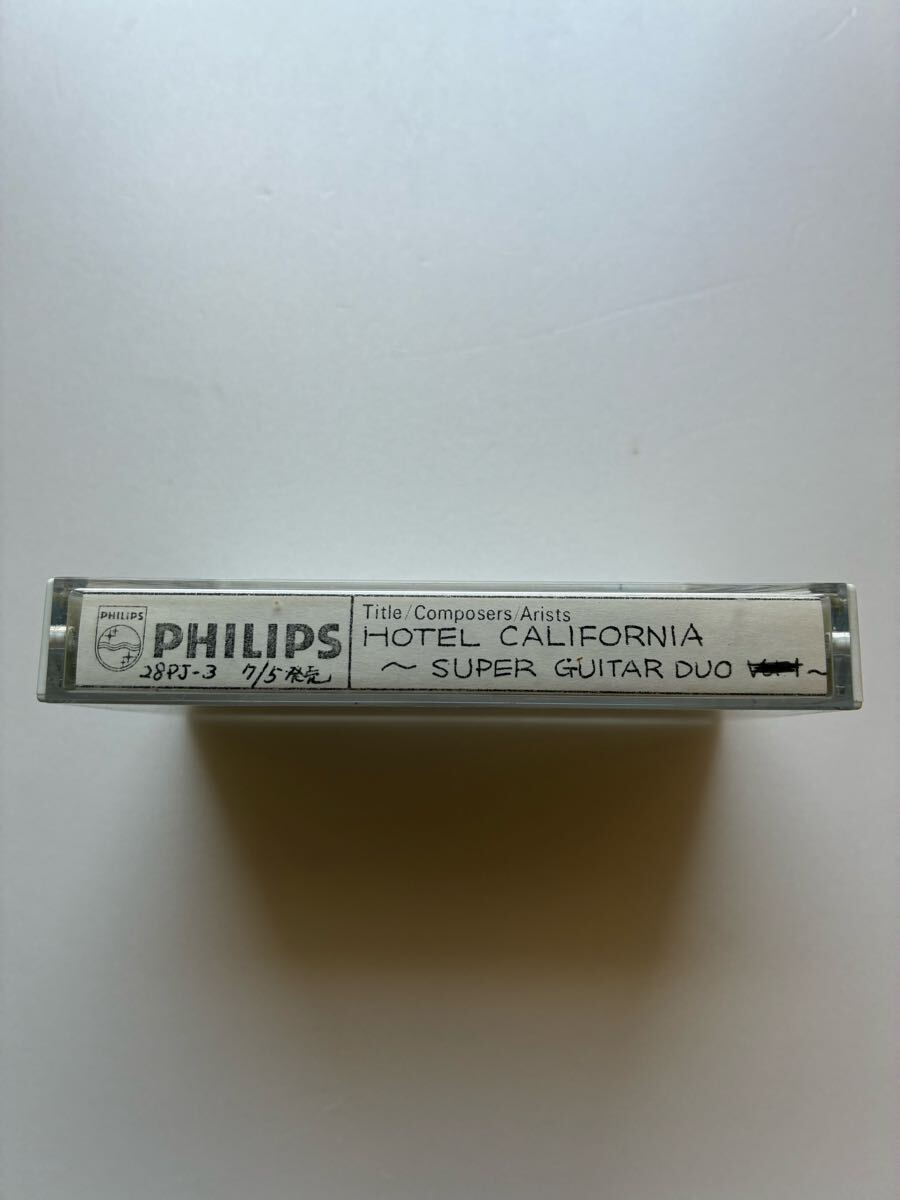 PHILIPS
PHILIPS
28PJ-3 7/5発売
Title/Composers/Arists
HOTEL CALIFORNIA
～ SUPER GUITAR DUO ～